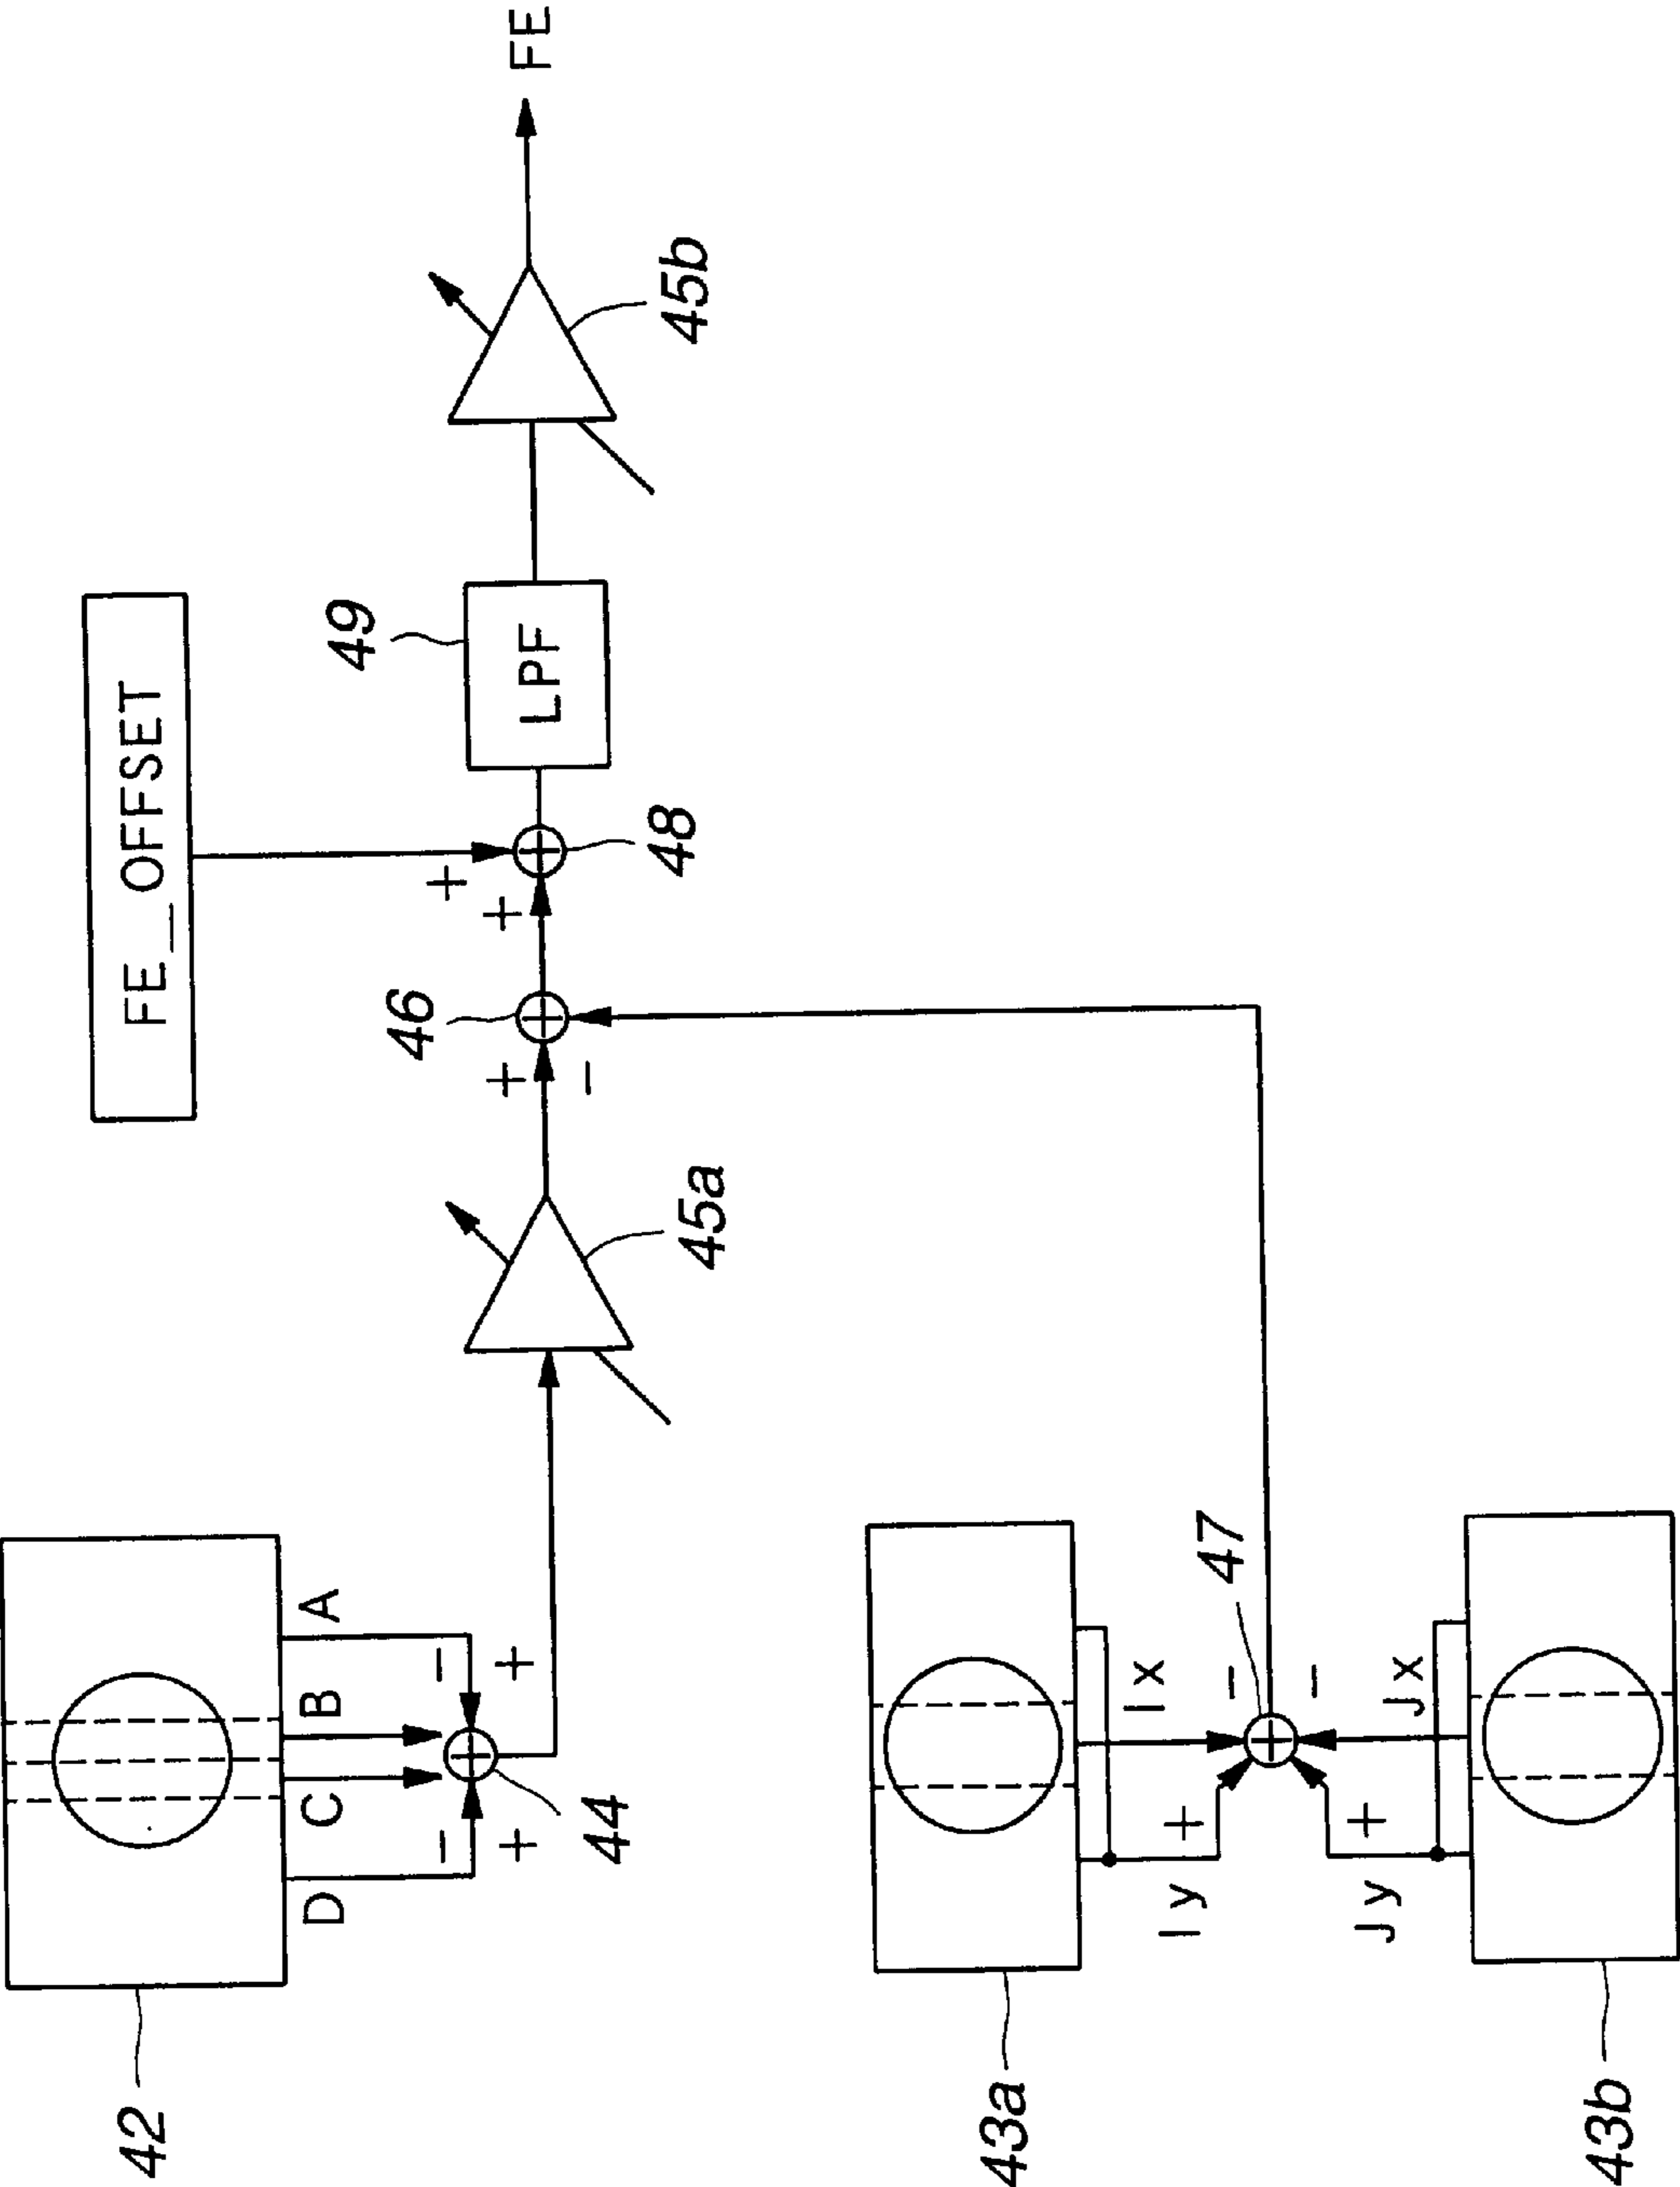 42
A
B
C
D
−
+
−
+
44
45a
+
−
46
FE_OFFSET
+
+
48
49
LPF
45b
FE
43a
Ix
Iy
−
+
47
−
+
Jx
Jy
43b